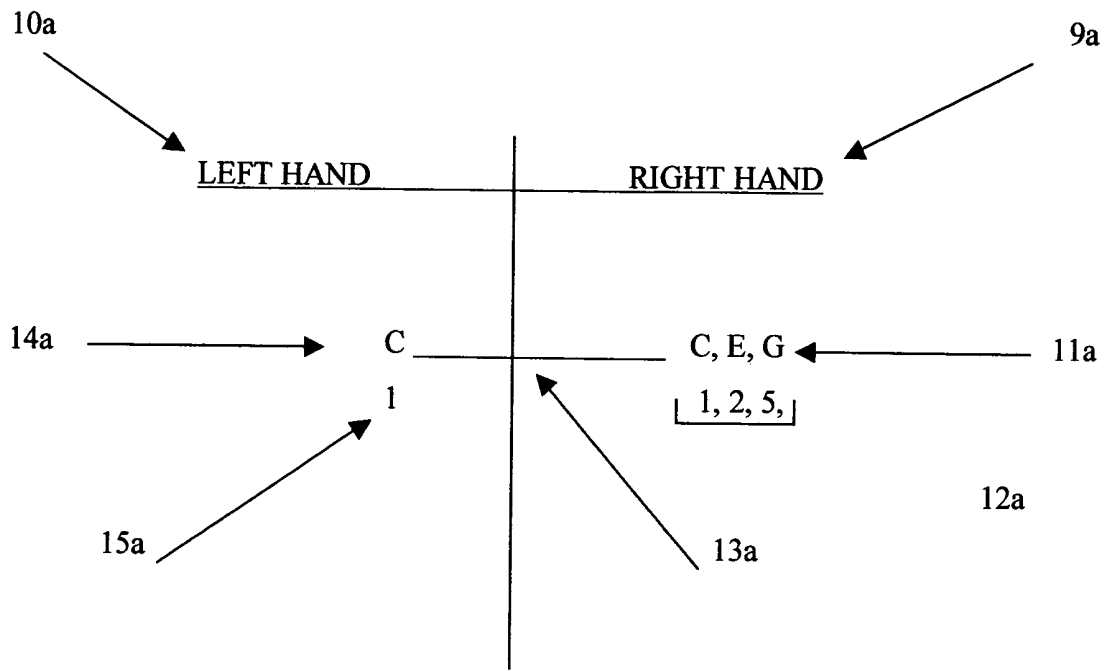 10a 9a
LEFT HAND RIGHT HAND
14a C C, E, G 11a
1 1, 2, 5,
12a
15a 13a